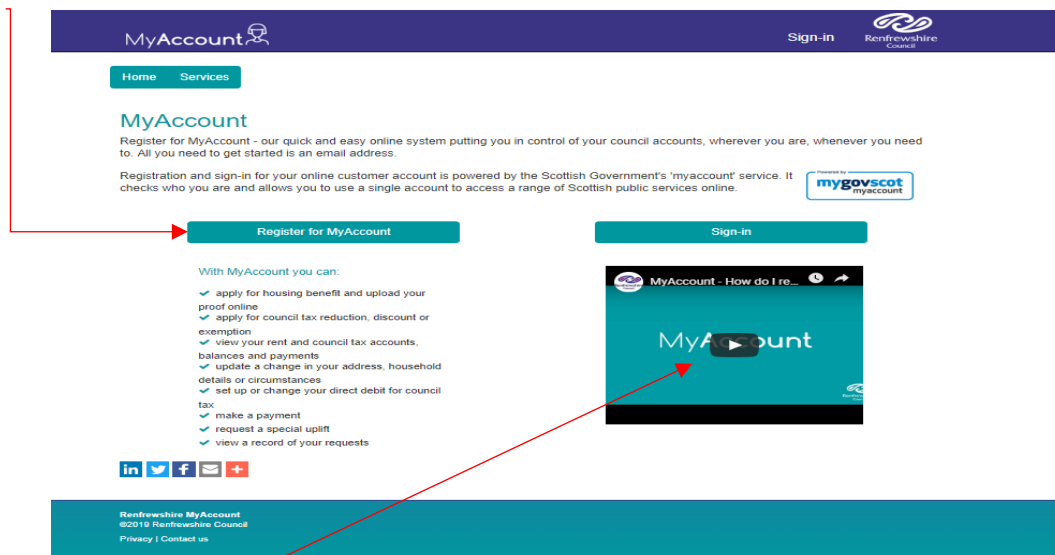 MyAccount
Sign-in
Renfrewshire
Council
Home Services
MyAccount
Register for MyAccount - our quick and easy online system putting you in control of your council accounts, wherever you are, whenever you need
to. All you need to get started is an email address.
Registration and sign-in for your online customer account is powered by the Scottish Government's 'myaccount' service. It
checks who you are and allows you to use a single account to access a range of Scottish public services online.
Powered by
mygovscot
myaccount
Register for MyAccount
Sign-in
With MyAccount you can:
apply for housing benefit and upload your
proof online
apply for council tax reduction, discount or
exemption
view your rent and council tax accounts,
balances and payments
update a change in your address, household
details or circumstances
set up or change your direct debit for council
tax
make a payment
request a special uplift
view a record of your requests
MyAccount - How do I re...
MyAccount
in
f
Renfrewshire MyAccount
©2019 Renfrewshire Council
Privacy | Contact us